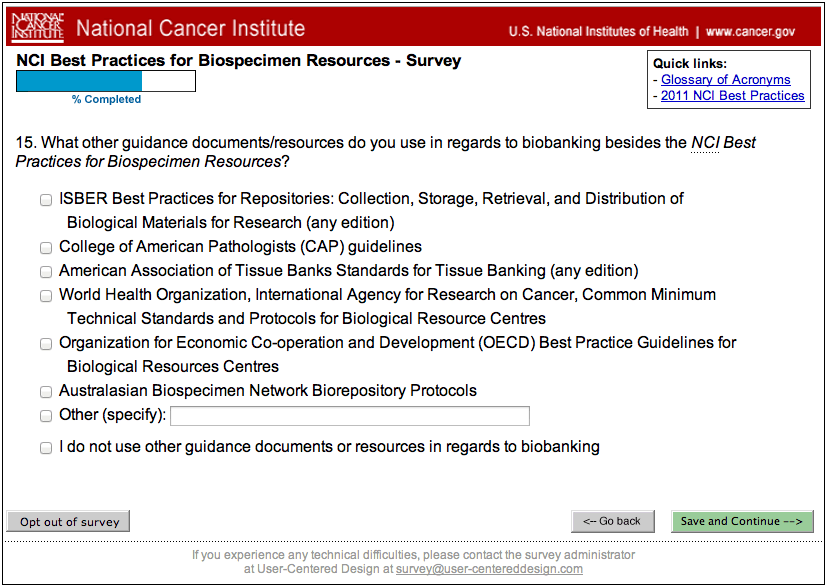 NATIONAL
CANCER
INSTITUTE
National Cancer Institute
U.S. National Institutes of Health | www.cancer.gov
NCI Best Practices for Biospecimen Resources - Survey
% Completed
Quick links:
- Glossary of Acronyms
- 2011 NCI Best Practices
15. What other guidance documents/resources do you use in regards to biobanking besides the NCI Best
Practices for Biospecimen Resources?
ISBER Best Practices for Repositories: Collection, Storage, Retrieval, and Distribution of
Biological Materials for Research (any edition)
College of American Pathologists (CAP) guidelines
American Association of Tissue Banks Standards for Tissue Banking (any edition)
World Health Organization, International Agency for Research on Cancer, Common Minimum
Technical Standards and Protocols for Biological Resource Centres
Organization for Economic Co-operation and Development (OECD) Best Practice Guidelines for
Biological Resources Centres
Australasian Biospecimen Network Biorepository Protocols
Other (specify):
I do not use other guidance documents or resources in regards to biobanking
Opt out of survey
<-- Go back
Save and Continue -->
If you experience any technical difficulties, please contact the survey administrator
at User-Centered Design at survey@user-centereddesign.com